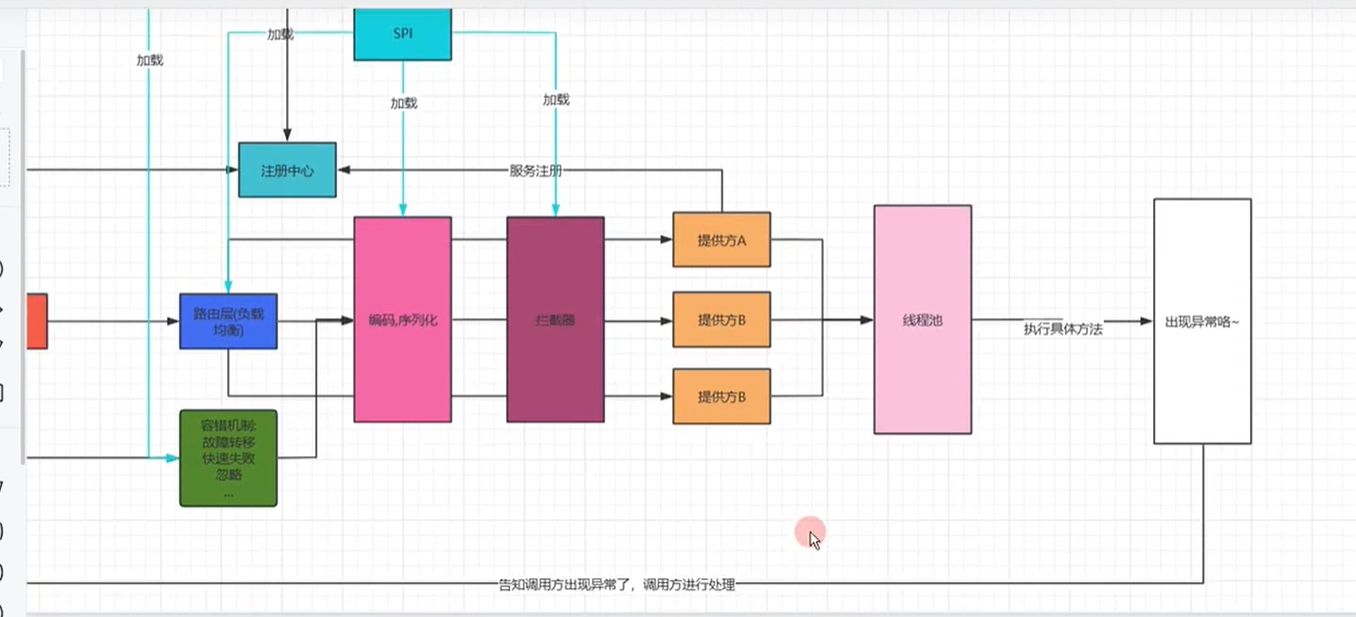 SPI
加载
加载
加载
加载
注册中心
服务注册
提供方A
路由层(负载
均衡)
编码,序列化
拦截器
提供方B
线程池
执行具体方法
出现异常咯~
提供方B
容错机制:
故障转移
快速失败
忽略
...
告知调用方出现异常了，调用方进行处理